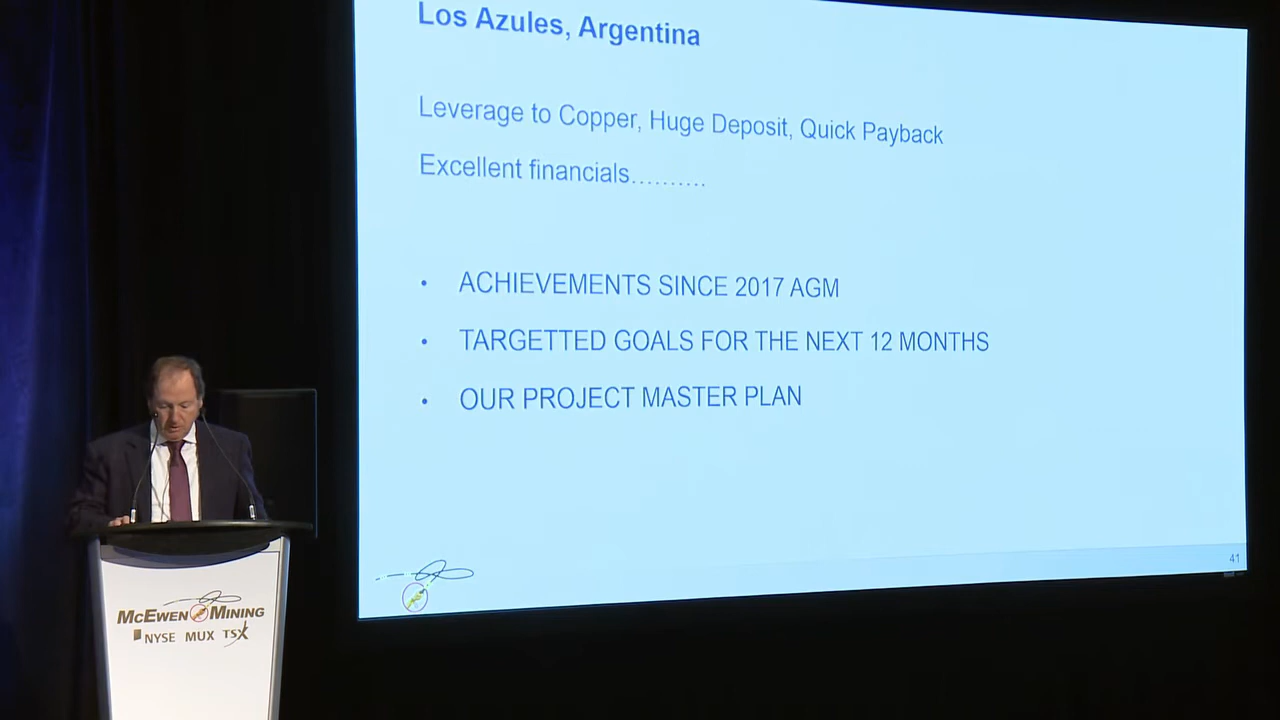 Los Azules, Argentina
Leverage to Copper, Huge Deposit, Quick Payback
Excellent financials..........
• ACHIEVEMENTS SINCE 2017 AGM
• TARGETTED GOALS FOR THE NEXT 12 MONTHS
• OUR PROJECT MASTER PLAN
41
McEWEN MINING
NYSE MUX TSX